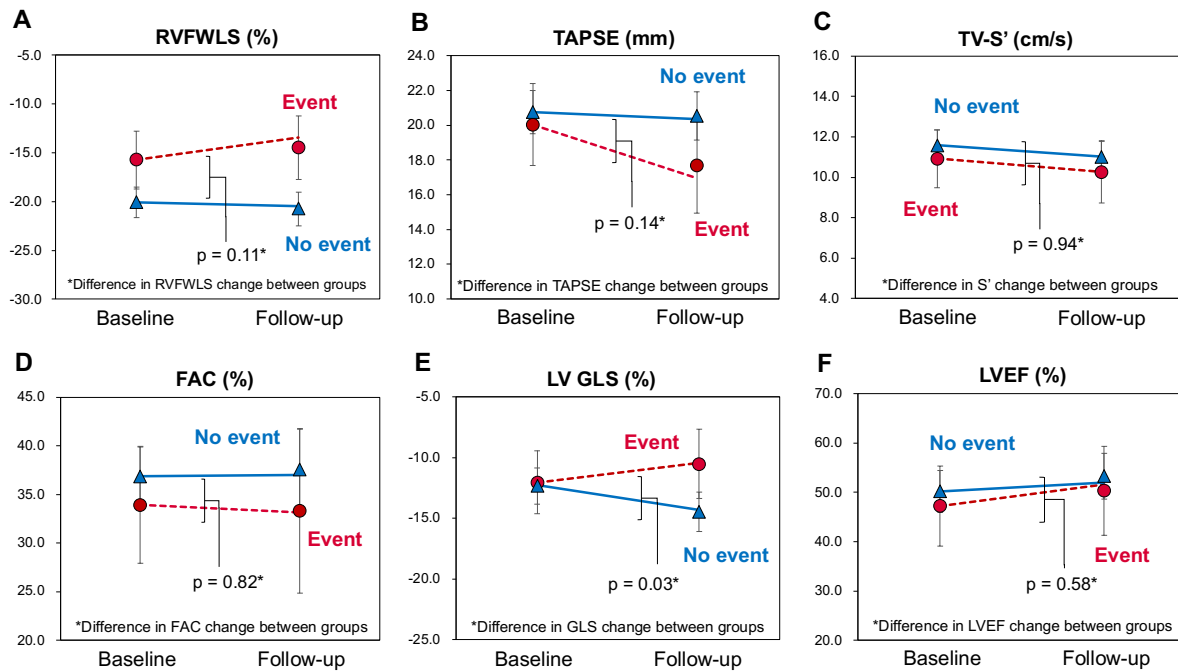 A
RVFWLS (%)
-5.0
-10.0
-15.0
-20.0
-25.0
-30.0
Event
No event
p = 0.11*
*Difference in RVFWLS change between groups
Baseline
Follow-up
B
TAPSE (mm)
24.0
22.0
20.0
18.0
16.0
14.0
12.0
10.0
No event
Event
p = 0.14*
*Difference in TAPSE change between groups
Baseline
Follow-up
C
TV-S’ (cm/s)
16.0
14.0
12.0
10.0
8.0
6.0
4.0
No event
Event
p = 0.94*
*Difference in S’ change between groups
Baseline
Follow-up
D
FAC (%)
45.0
40.0
35.0
30.0
25.0
20.0
No event
Event
p = 0.82*
*Difference in FAC change between groups
Baseline
Follow-up
E
LV GLS (%)
-5.0
-10.0
-15.0
-20.0
-25.0
Event
No event
p = 0.03*
*Difference in GLS change between groups
Baseline
Follow-up
F
LVEF (%)
70.0
60.0
50.0
40.0
30.0
20.0
No event
Event
p = 0.58*
*Difference in LVEF change between groups
Baseline
Follow-up